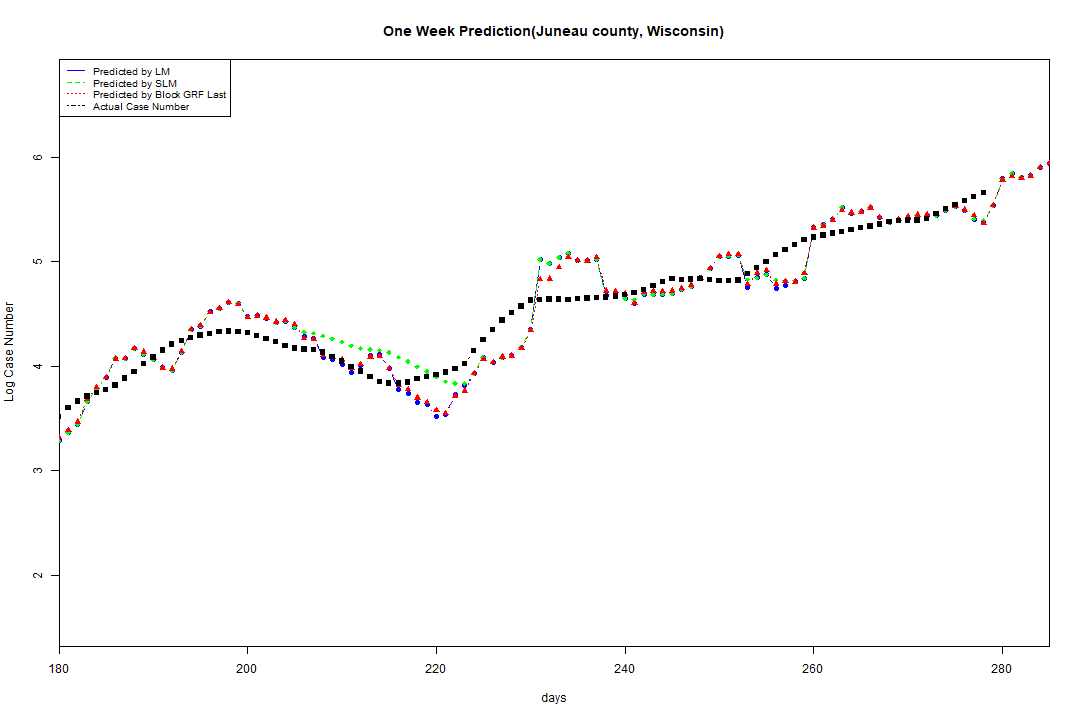 One Week Prediction(Juneau county, Wisconsin)
Predicted by LM
Predicted by SLM
Predicted by Block GRF Last
Actual Case Number
Log Case Number
6
5
4
3
2
180 200 220 240 260 280
days